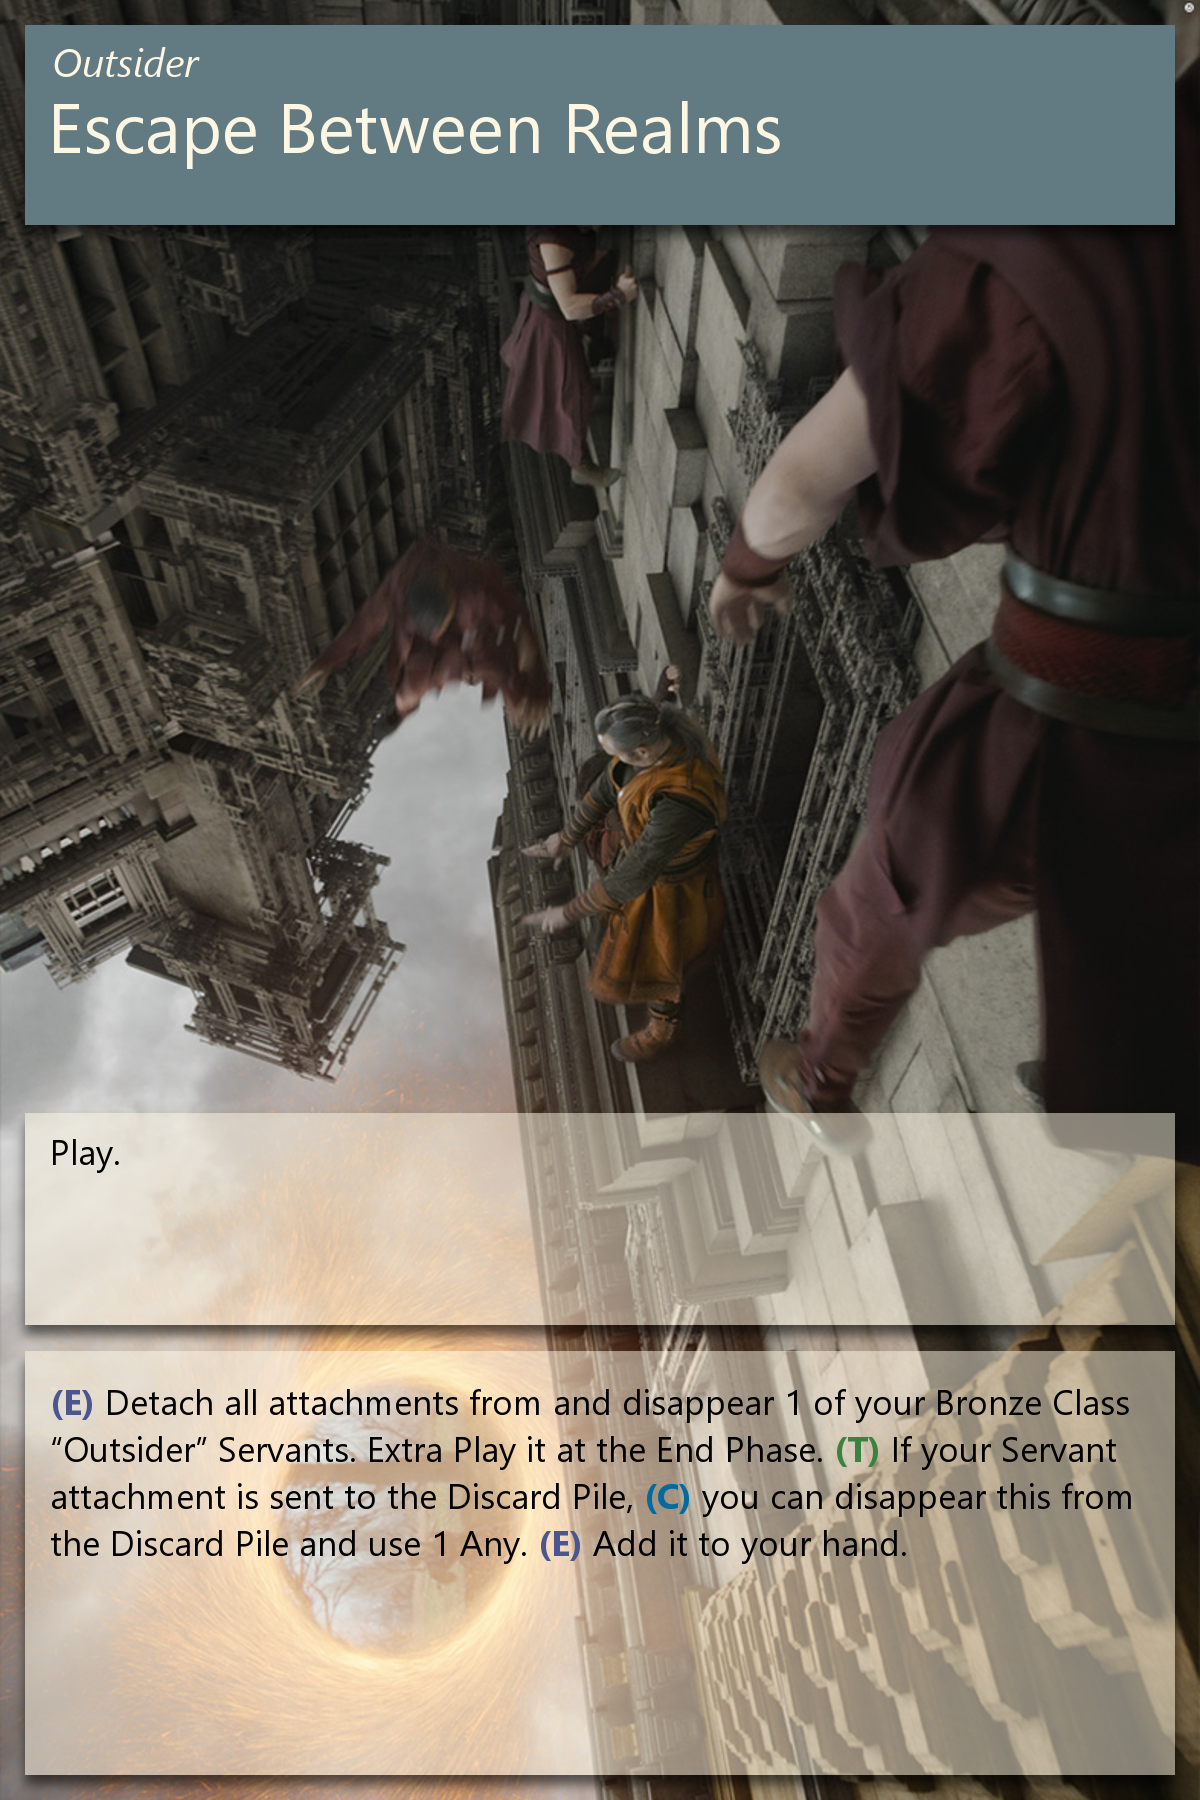 Outsider
Escape Between Realms
Play.
(E) Detach all attachments from and disappear 1 of your Bronze Class
“Outsider” Servants. Extra Play it at the End Phase. (T) If your Servant
attachment is sent to the Discard Pile, (C) you can disappear this from
the Discard Pile and use 1 Any. (E) Add it to your hand.